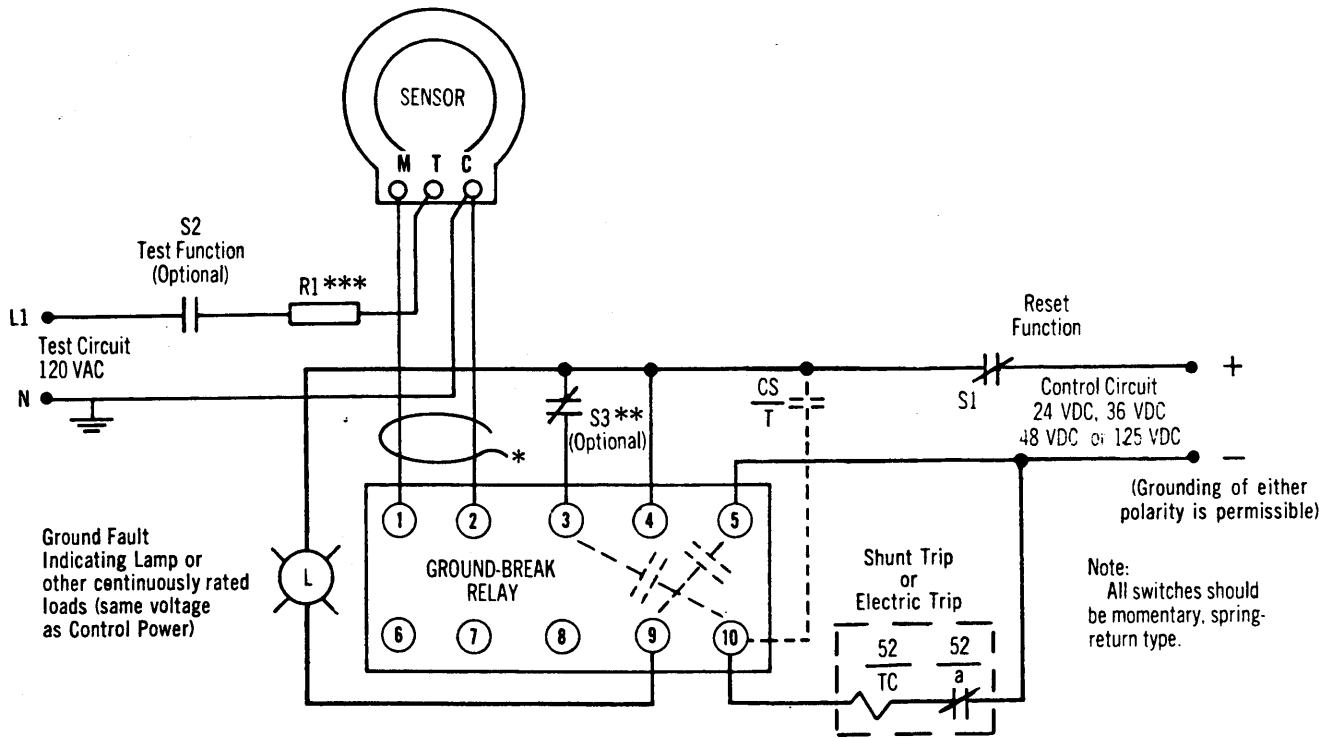 SENSOR
M T C
S2
Test Function
(Optional)
R1***
L1
Test Circuit
120 VAC
N
Reset
Function
S1
+
Control Circuit
24 VDC, 36 VDC
48 VDC or 125 VDC
−
(Grounding of either
polarity is permissible)
CS
T
S3**
(Optional)
*
1 2 3 4 5
GROUND-BREAK
RELAY
6 7 8 9 10
Ground Fault
Indicating Lamp or
other continuously rated
loads (same voltage
as Control Power)
L
Shunt Trip
or
Electric Trip
52 52
TC a
Note:
All switches should
be momentary, spring-
return type.